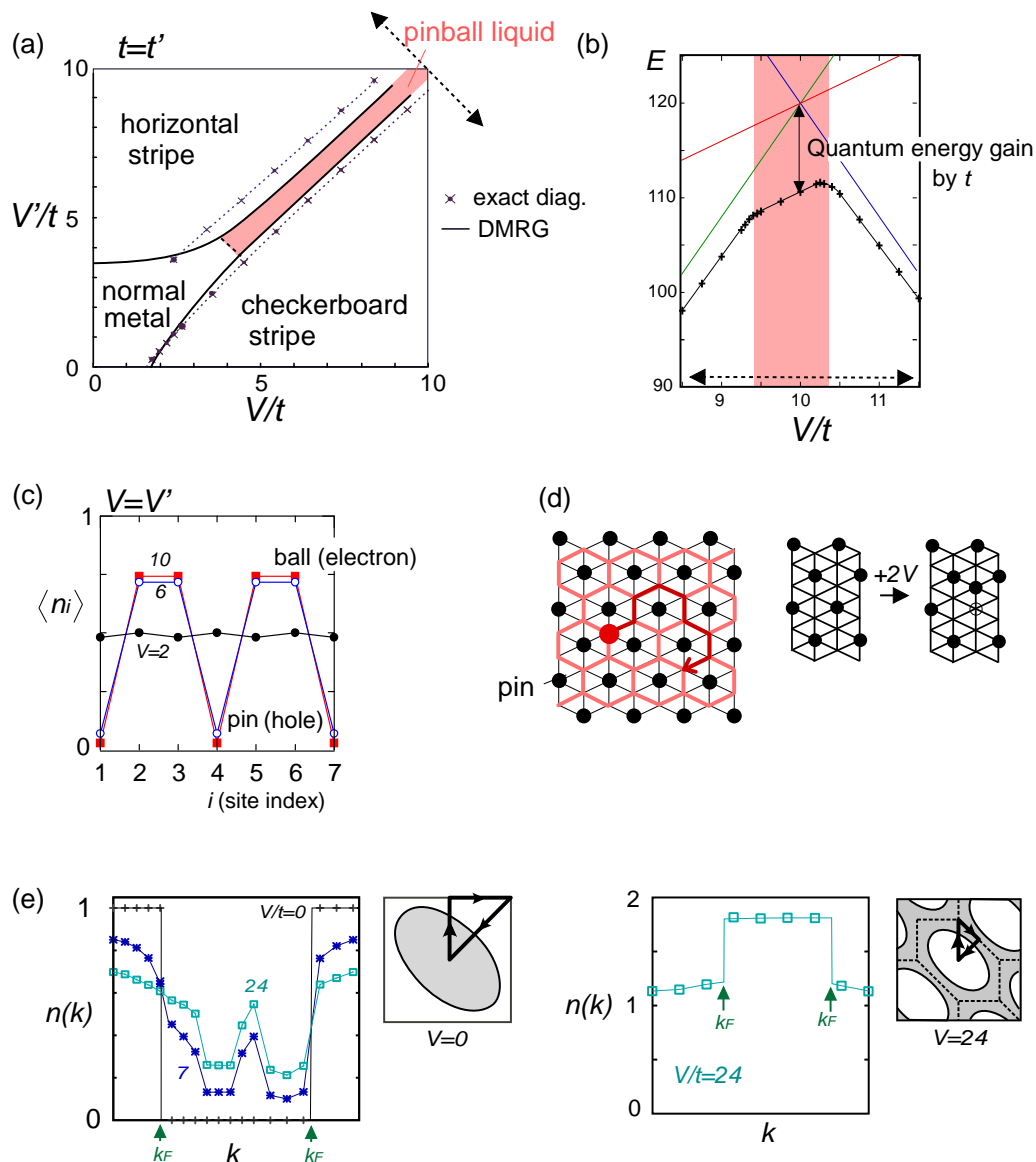 (a)
t=t'
pinball liquid
10
horizontal
stripe
V'/t
5
exact diag.
DMRG
normal
metal
checkerboard
stripe
0
0
5
10
V/t
(b)
E
120
Quantum energy gain
by t
110
100
90
9
10
11
V/t
(c)
V=V'
1
10
ball (electron)
6
⟨ni⟩
V=2
pin (hole)
0
1 2 3 4 5 6 7
i (site index)
(d)
+2V
pin
(e)
1
V/t=0
n(k)
24
7
0
kF
k
kF
V=0
2
n(k)
1
kF
kF
V/t=24
0
k
V=24